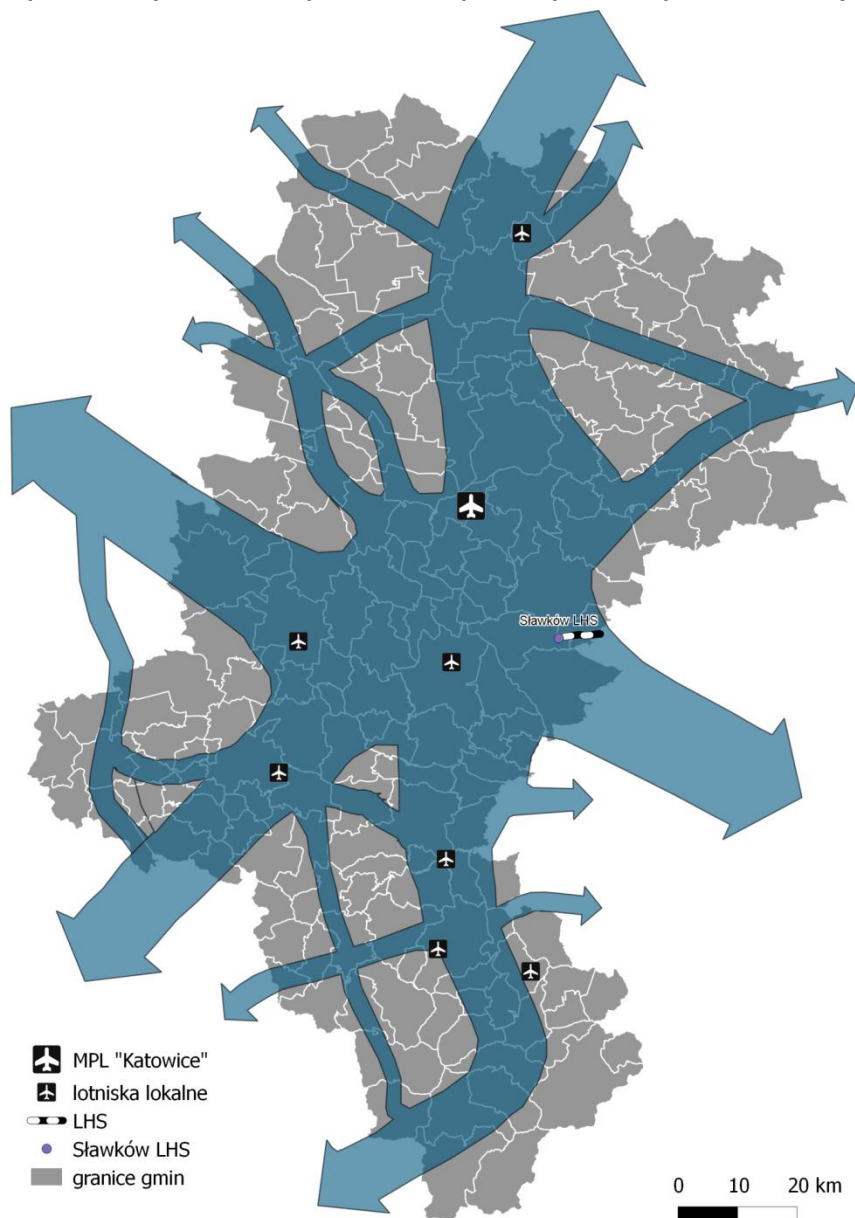 Sławków LHS
MPL "Katowice"
lotniska lokalne
LHS
Sławków LHS
granice gmin
0 10 20 km